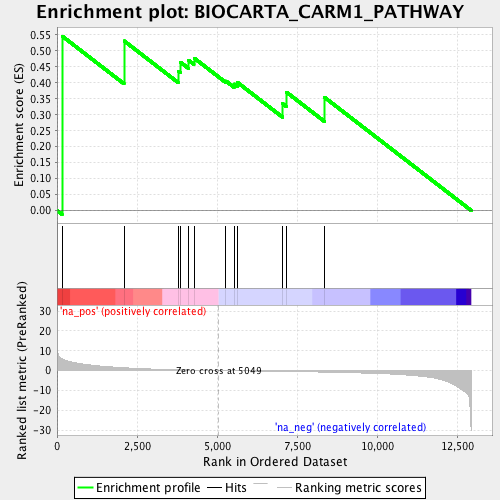 Enrichment plot: BIOCARTA_CARM1_PATHWAY
Enrichment score (ES)
0.55
0.50
0.45
0.40
0.35
0.30
0.25
0.20
0.15
0.10
0.05
0.00
Ranked list metric (PreRanked)
'na_pos' (positively correlated)
30
20
10
0
-10
-20
-30
Zero cross at 5049
'na_neg' (negatively correlated)
0
2,500
5,000
7,500
10,000
12,500
Rank in Ordered Dataset
Enrichment profile
Hits
Ranking metric scores